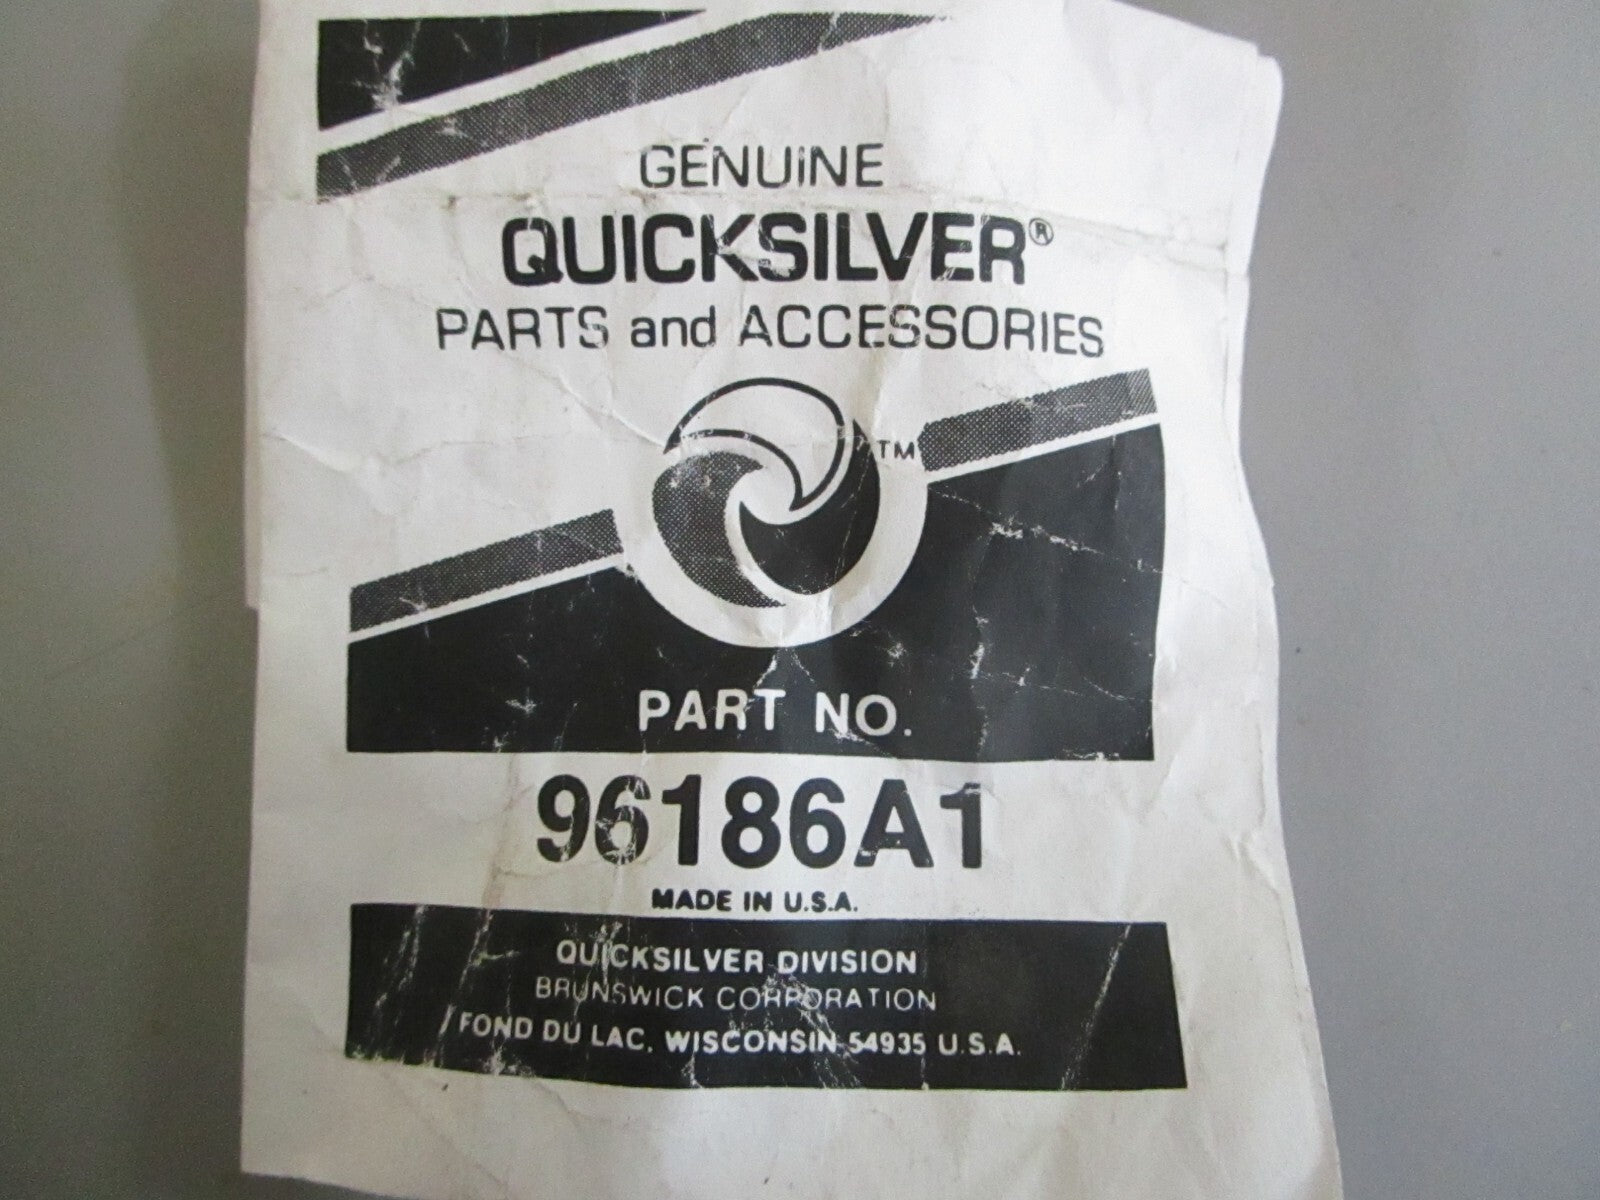 GENUINE
QUICKSILVER®
PARTS and ACCESSORIES
TM
PART NO.
96186A1
MADE IN U.S.A.
QUICKSILVER DIVISION
BRUNSWICK CORPORATION
FOND DU LAC, WISCONSIN 54935 U.S.A.